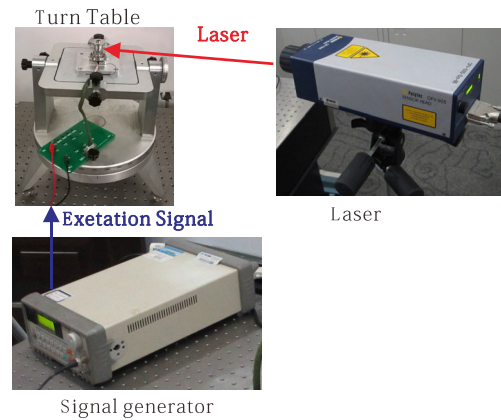 Turn Table
Laser
Laser
Exetation Signal
Signal generator